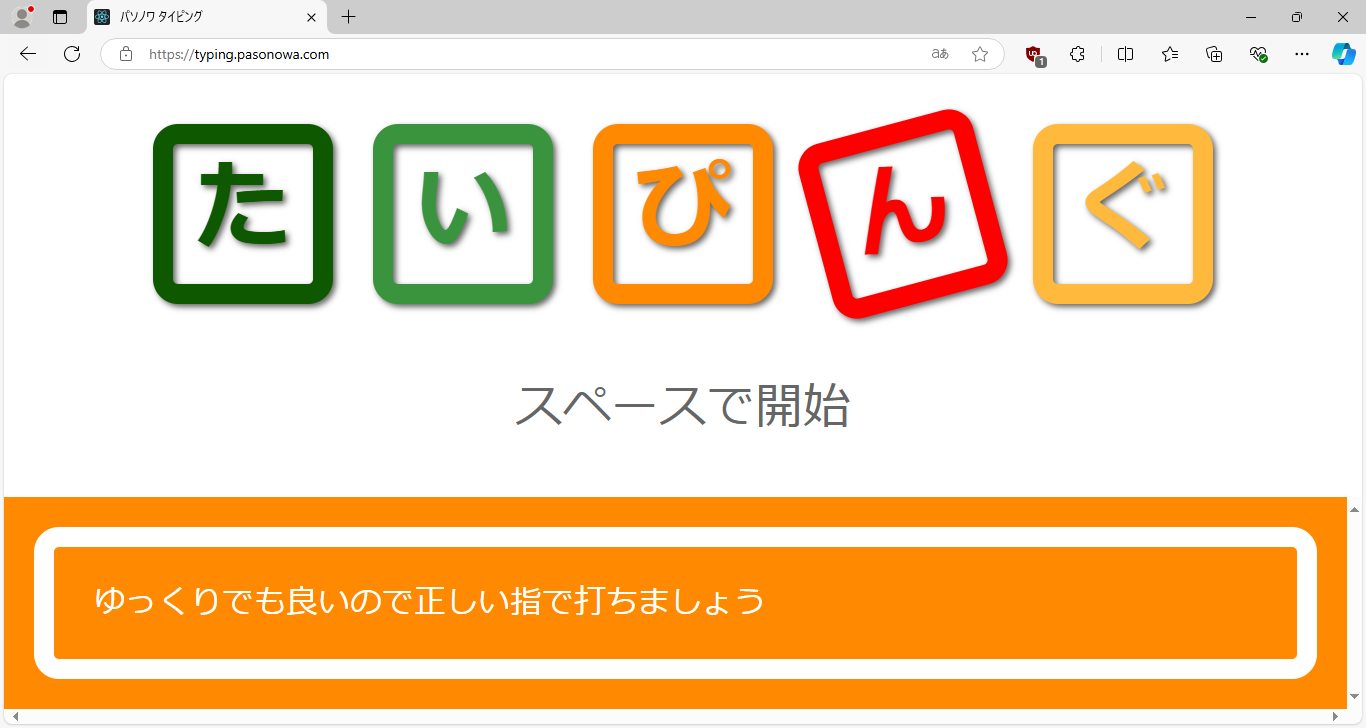 パソノワ タイピング
https://typing.pasonowa.com
aあ
1
たいぴんぐ
スペースで開始
ゆっくりでも良いので正しい指で打ちましょう